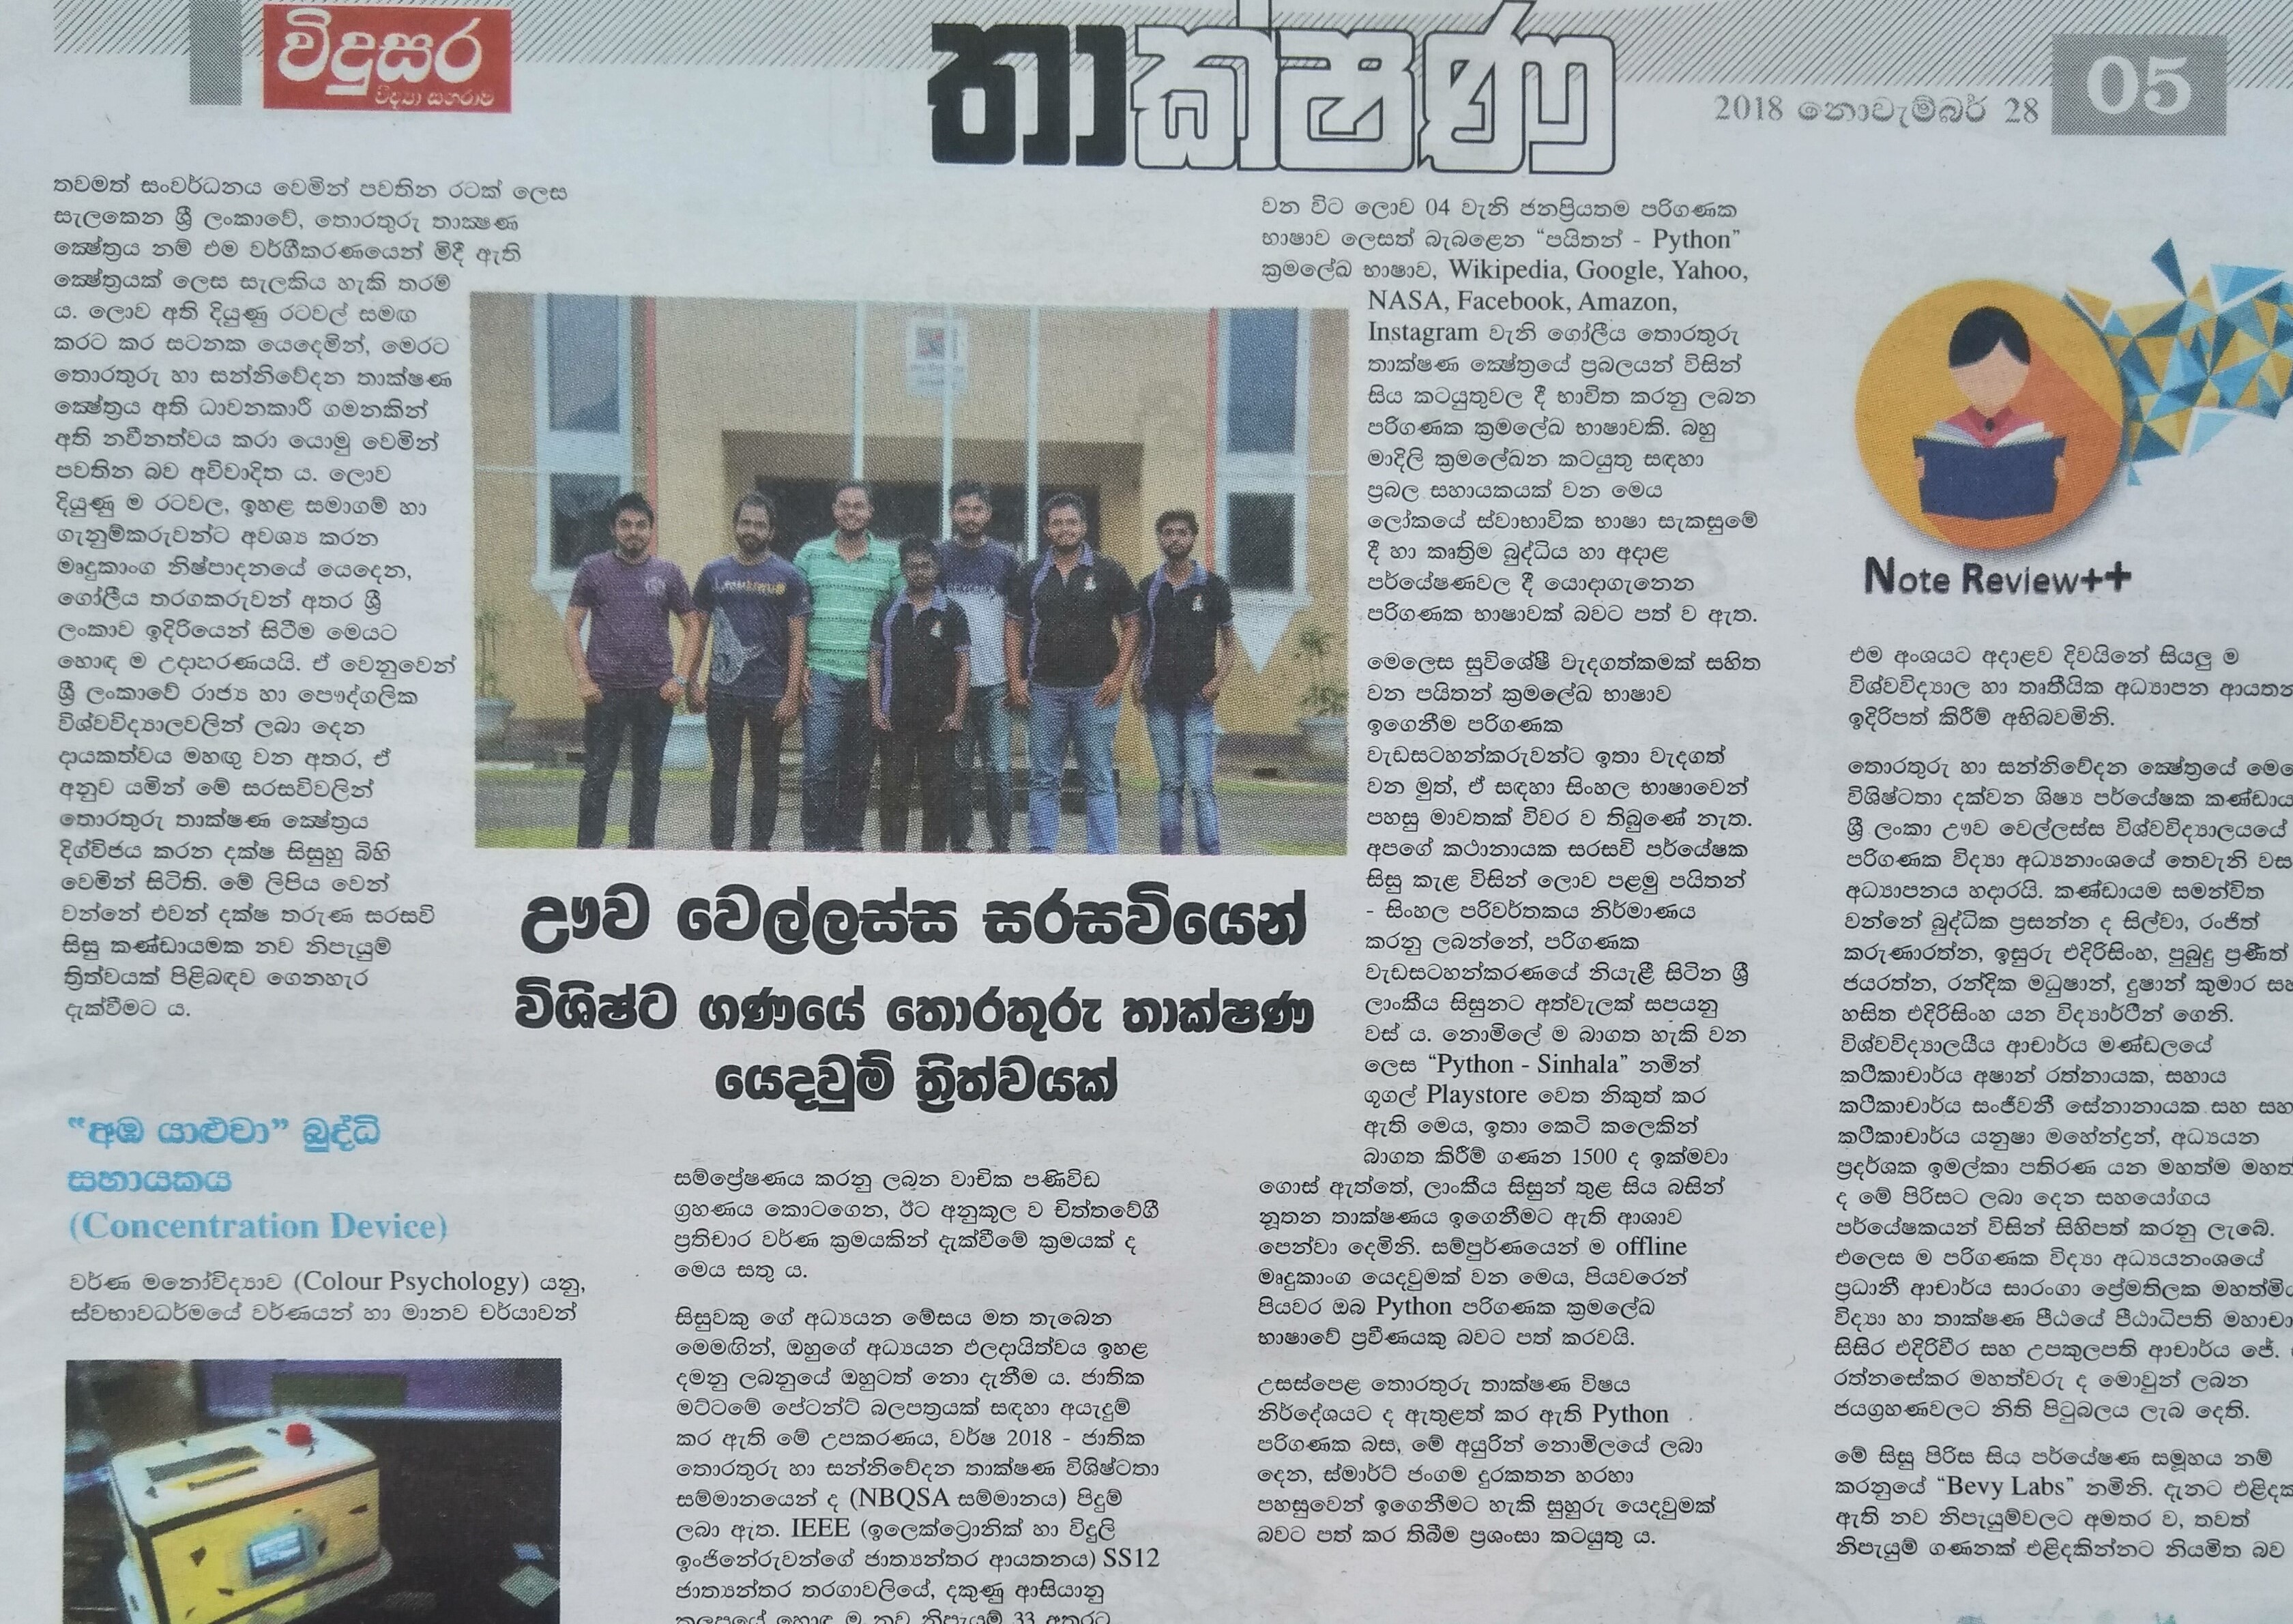 විදුසර
විද්‍යා සඟරාව
තාක්ෂණ
2018 නොවැම්බර් 28
05
තවමත් සංවර්ධනය වෙමින් පවතින රටක් ලෙස
සැලකෙන ශ්‍රී ලංකාවේ, තොරතුරු තාක්‍ෂණ
ක්‍ෂේත්‍රය නම් එම වර්ගීකරණයෙන් මිදී ඇති
ක්‍ෂේත්‍රයක් ලෙස සැලකිය හැකි තරම්
ය. ලොව අති දියුණු රටවල් සමඟ
කරට කර සටනක යෙදෙමින්, මෙරට
තොරතුරු හා සන්නිවේදන තාක්ෂණ
ක්‍ෂේත්‍රය අති ධාවනකාරී ගමනකින්
අති නවීනත්වය කරා යොමු වෙමින්
පවතින බව අවිවාදිත ය. ලොව
දියුණු ම රටවල, ඉහළ සමාගම් හා
ගැනුම්කරුවන්ට අවශ්‍ය කරන
මෘදුකාංග නිෂ්පාදනයේ යෙදෙන,
ගෝලීය තරගකරුවන් අතර ශ්‍රී
ලංකාව ඉදිරියෙන් සිටීම මෙයට
හොඳ ම උදාහරණයයි. ඒ වෙනුවෙන්
ශ්‍රී ලංකාවේ රාජ්‍ය හා පෞද්ගලික
විශ්වවිද්‍යාලවලින් ලබා දෙන
දායකත්වය මහඟු වන අතර, ඒ
අනුව යමින් මේ සරසවිවලින්
තොරතුරු තාක්ෂණ ක්‍ෂේත්‍රය
දිග්විජය කරන දක්ෂ සිසුහු බිහි
වෙමින් සිටිති. මේ ලිපිය වෙන්
වන්නේ එවන් දක්ෂ තරුණ සරසවි
සිසු කණ්ඩායමක නව නිපැයුම්
ත්‍රිත්වයක් පිළිබඳව ගෙනහැර
දැක්වීමට ය.
ඌව වෙල්ලස්ස සරසවියෙන්
විශිෂ්ට ගණයේ තොරතුරු තාක්ෂණ
යෙදවුම් ත්‍රිත්වයක්
“අඹ යාළුවා” බුද්ධි
සහායකය
(Concentration Device)
වර්ණ මනෝවිද්‍යාව (Colour Psychology) යනු,
ස්වභාවධර්මයේ වර්ණයන් හා මානව චර්යාවන්
සම්ප්‍රේෂණය කරනු ලබන වාචික පණිවිඩ
ග්‍රහණය කොටගෙන, ඊට අනුකූල ව චිත්තවේගී
ප්‍රතිචාර වර්ණ ක්‍රමයකින් දැක්වීමේ ක්‍රමයක් ද
මෙය සතු ය.
සිසුවකු ගේ අධ්‍යයන මේසය මත තැබෙන
මෙමඟින්, ඔහුගේ අධ්‍යයන ඵලදායිත්වය ඉහළ
දමනු ලබනුයේ ඔහුටත් නො දැනීම ය. ජාතික
මට්ටමේ පේටන්ට් බලපත්‍රයක් සඳහා අයැදුම්
කර ඇති මේ උපකරණය, වර්ෂ 2018 - ජාතික
තොරතුරු හා සන්නිවේදන තාක්ෂණ විශිෂ්ටතා
සම්මානයෙන් ද (NBQSA සම්මානය) පිදුම්
ලබා ඇත. IEEE (ඉලෙක්ට්‍රොනික් හා විදුලි
ඉංජිනේරුවන්ගේ ජාත්‍යන්තර ආයතනය) SS12
ජාත්‍යන්තර තරගාවලියේ, දකුණු ආසියානු
කලාපයේ හොඳ ම නව නිපැයුම් 33 අතරට
වන විට ලොව 04 වැනි ජනප්‍රියතම පරිගණක
භාෂාව ලෙසත් බැබළෙන “පයිතන් - Python”
ක්‍රමලේඛ භාෂාව, Wikipedia, Google, Yahoo,
NASA, Facebook, Amazon,
Instagram වැනි ගෝලීය තොරතුරු
තාක්ෂණ ක්‍ෂේත්‍රයේ ප්‍රබලයන් විසින්
සිය කටයුතුවල දී භාවිත කරනු ලබන
පරිගණක ක්‍රමලේඛ භාෂාවකි. බහු
මාදිලි ක්‍රමලේඛන කටයුතු සඳහා
ප්‍රබල සහායකයක් වන මෙය
ලෝකයේ ස්වාභාවික භාෂා සැකසුමේ
දී හා කෘත්‍රිම බුද්ධිය හා අදාළ
පර්යේෂණවල දී යොදාගැනෙන
පරිගණක භාෂාවක් බවට පත් ව ඇත.
මෙලෙස සුවිශේෂී වැදගත්කමක් සහිත
වන පයිතන් ක්‍රමලේඛ භාෂාව
ඉගෙනීම පරිගණක
වැඩසටහන්කරුවන්ට ඉතා වැදගත්
වන මුත්, ඒ සඳහා සිංහල භාෂාවෙන්
පහසු මාවතක් විවර ව තිබුණේ නැත.
අපගේ කථානායක සරසවි පර්යේෂක
සිසු කැළ විසින් ලොව පළමු පයිතන්
- සිංහල පරිවර්තකය නිර්මාණය
කරනු ලබන්නේ, පරිගණක
වැඩසටහන්කරණයේ නියැළී සිටින ශ්‍රී
ලාංකීය සිසුනට අත්වැලක් සපයනු
වස් ය. නොමිලේ ම බාගත හැකි වන
ලෙස “Python - Sinhala” නමින්
ගූගල් Playstore වෙත නිකුත් කර
ඇති මෙය, ඉතා කෙටි කලෙකින්
බාගත කිරීම් ගණන 1500 ද ඉක්මවා
ගොස් ඇත්තේ, ලාංකීය සිසුන් තුළ සිය බසින්
නූතන තාක්ෂණය ඉගෙනීමට ඇති ආශාව
පෙන්වා දෙමිනි. සම්පූර්ණයෙන් ම offline
මෘදුකාංග යෙදවුමක් වන මෙය, පියවරෙන්
පියවර ඔබ Python පරිගණක ක්‍රමලේඛ
භාෂාවේ ප්‍රවීණයකු බවට පත් කරවයි.
උසස්පෙළ තොරතුරු තාක්ෂණ විෂය
නිර්දේශයට ද ඇතුළත් කර ඇති Python
පරිගණක බස, මේ අයුරින් නොමිලයේ ලබා
දෙන, ස්මාර්ට් ජංගම දුරකතන හරහා
පහසුවෙන් ඉගෙනීමට හැකි සුහුරු යෙදවුමක්
බවට පත් කර තිබීම ප්‍රශංසා කටයුතු ය.
Note Review++
එම අංශයට අදාළව දිවයිනේ සියලු ම
විශ්වවිද්‍යාල හා තෘතීයික අධ්‍යාපන ආයතන
ඉදිරිපත් කිරීම් අභිබවමිනි.
තොරතුරු හා සන්නිවේදන ක්‍ෂේත්‍රයේ
විශිෂ්ටතා දක්වන ශිෂ්‍ය පර්යේෂක කණ්ඩාය
ශ්‍රී ලංකා ඌව වෙල්ලස්ස විශ්වවිද්‍යාලයයේ
පරිගණක විද්‍යා අධ්‍යනාංශයේ තෙවැනි වස
අධ්‍යාපනය හදාරයි. කණ්ඩායම සමන්විත
වන්නේ බුද්ධික ප්‍රසන්න ද සිල්වා, රංජිත්
කරුණාරත්න, ඉසුරු එදිරිසිංහ, පුබුදු ප්‍රණීත්
ජයරත්න, රන්දික මධුෂාන්, දුෂාන් කුමාර සහ
හසිත එදිරිසිංහ යන විද්‍යාර්ථීන් ගෙනි.
විශ්වවිද්‍යාලයීය ආචාර්ය මණ්ඩලයේ
කථිකාචාර්ය අෂාන් රත්නායක, සහාය
කථිකාචාර්ය සංජීවනී සේනානායක සහ සහ
කථිකාචාර්ය යනුෂා මහේන්ද්‍රන්, අධ්‍යයන
ප්‍රදර්ශක ඉමල්කා පතිරණ යන මහත්ම මහත්
ද මේ පිරිසට ලබා දෙන සහයෝගය
පර්යේෂකයන් විසින් සිහිපත් කරනු ලැබේ.
එලෙස ම පරිගණක විද්‍යා අධ්‍යයනංශයේ
ප්‍රධානී ආචාර්ය සාරංගා ප්‍රේමතිලක මහත්මි
විද්‍යා හා තාක්ෂණ පීඨයේ පීඨාධිපති මහාචා
සිසිර එදිරිවීර සහ උපකුලපති ආචාර්ය ජේ.
රත්නසේකර මහත්වරු ද මොවුන් ලබන
ජයග්‍රහණවලට නිති පිටුබලය ලැබ දෙති.
මේ සිසු පිරිස සිය පර්යේෂණ සමූහය නම්
කරනුයේ “Bevy Labs” නමිනි. දැනට එළිදක
ඇති නව නිපැයුම්වලට අමතර ව, තවත්
නිපැයුම් ගණනක් එළිදකින්නට නියමිත බව